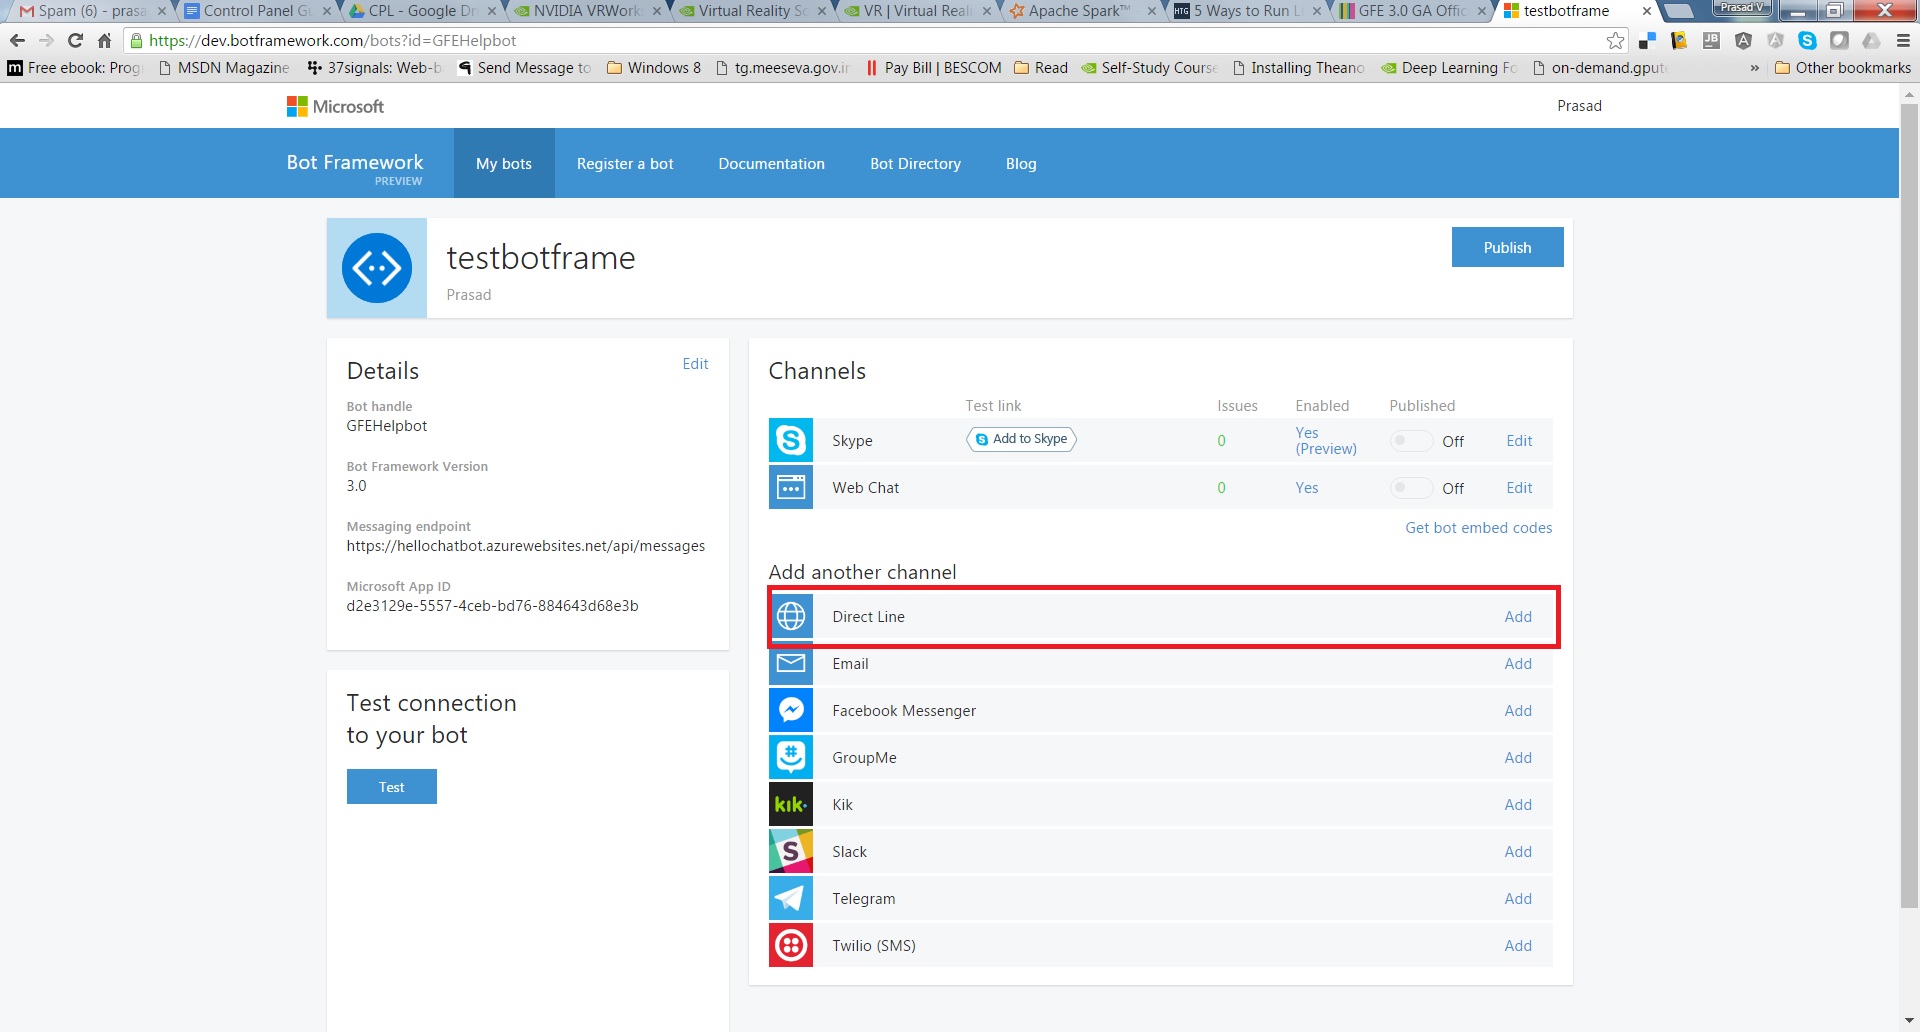 Spam (6) - prasa
Control Panel Gu
CPL - Google Dr
NVIDIA VRWork
Virtual Reality So
VR | Virtual Reali
Apache Spark™ -
HTG 5 Ways to Run L
GFE 3.0 GA Offic
testbotframe
Prasad V
https://dev.botframework.com/bots?id=GFEHelpbot
Free ebook: Prog
MSDN Magazine
37signals: Web-b
Send Message to
Windows 8
tg.meeseva.gov.in
Pay Bill | BESCOM
Read
Self-Study Course
Installing Theano
Deep Learning Fo
on-demand.gpute
»
Other bookmarks
Microsoft
Prasad
Bot Framework
PREVIEW
My bots
Register a bot
Documentation
Bot Directory
Blog
testbotframe
Prasad
Publish
Details
Edit
Bot handle
GFEHelpbot
Bot Framework Version
3.0
Messaging endpoint
https://hellochatbot.azurewebsites.net/api/messages
Microsoft App ID
d2e3129e-5557-4ceb-bd76-884643d68e3b
Test connection
to your bot
Test
Channels
Test link Issues Enabled Published
Skype Add to Skype 0 Yes (Preview) Off Edit
Web Chat 0 Yes Off Edit
Get bot embed codes
Add another channel
Direct Line Add
Email Add
Facebook Messenger Add
GroupMe Add
kik. Kik Add
S Slack Add
Telegram Add
Twilio (SMS) Add